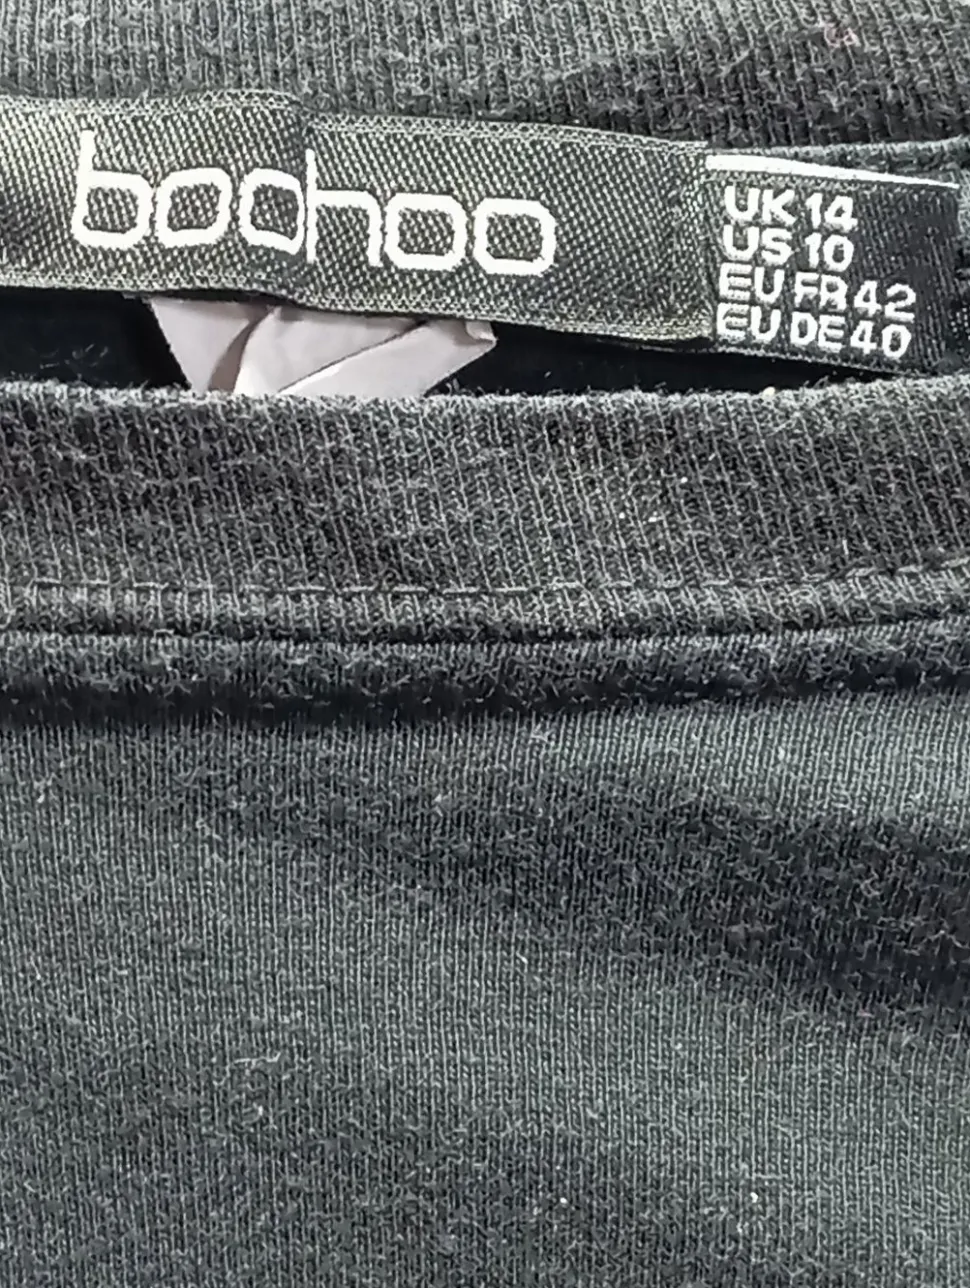 boohoo
UK 14
US 10
EU FR 42
EU DE 40